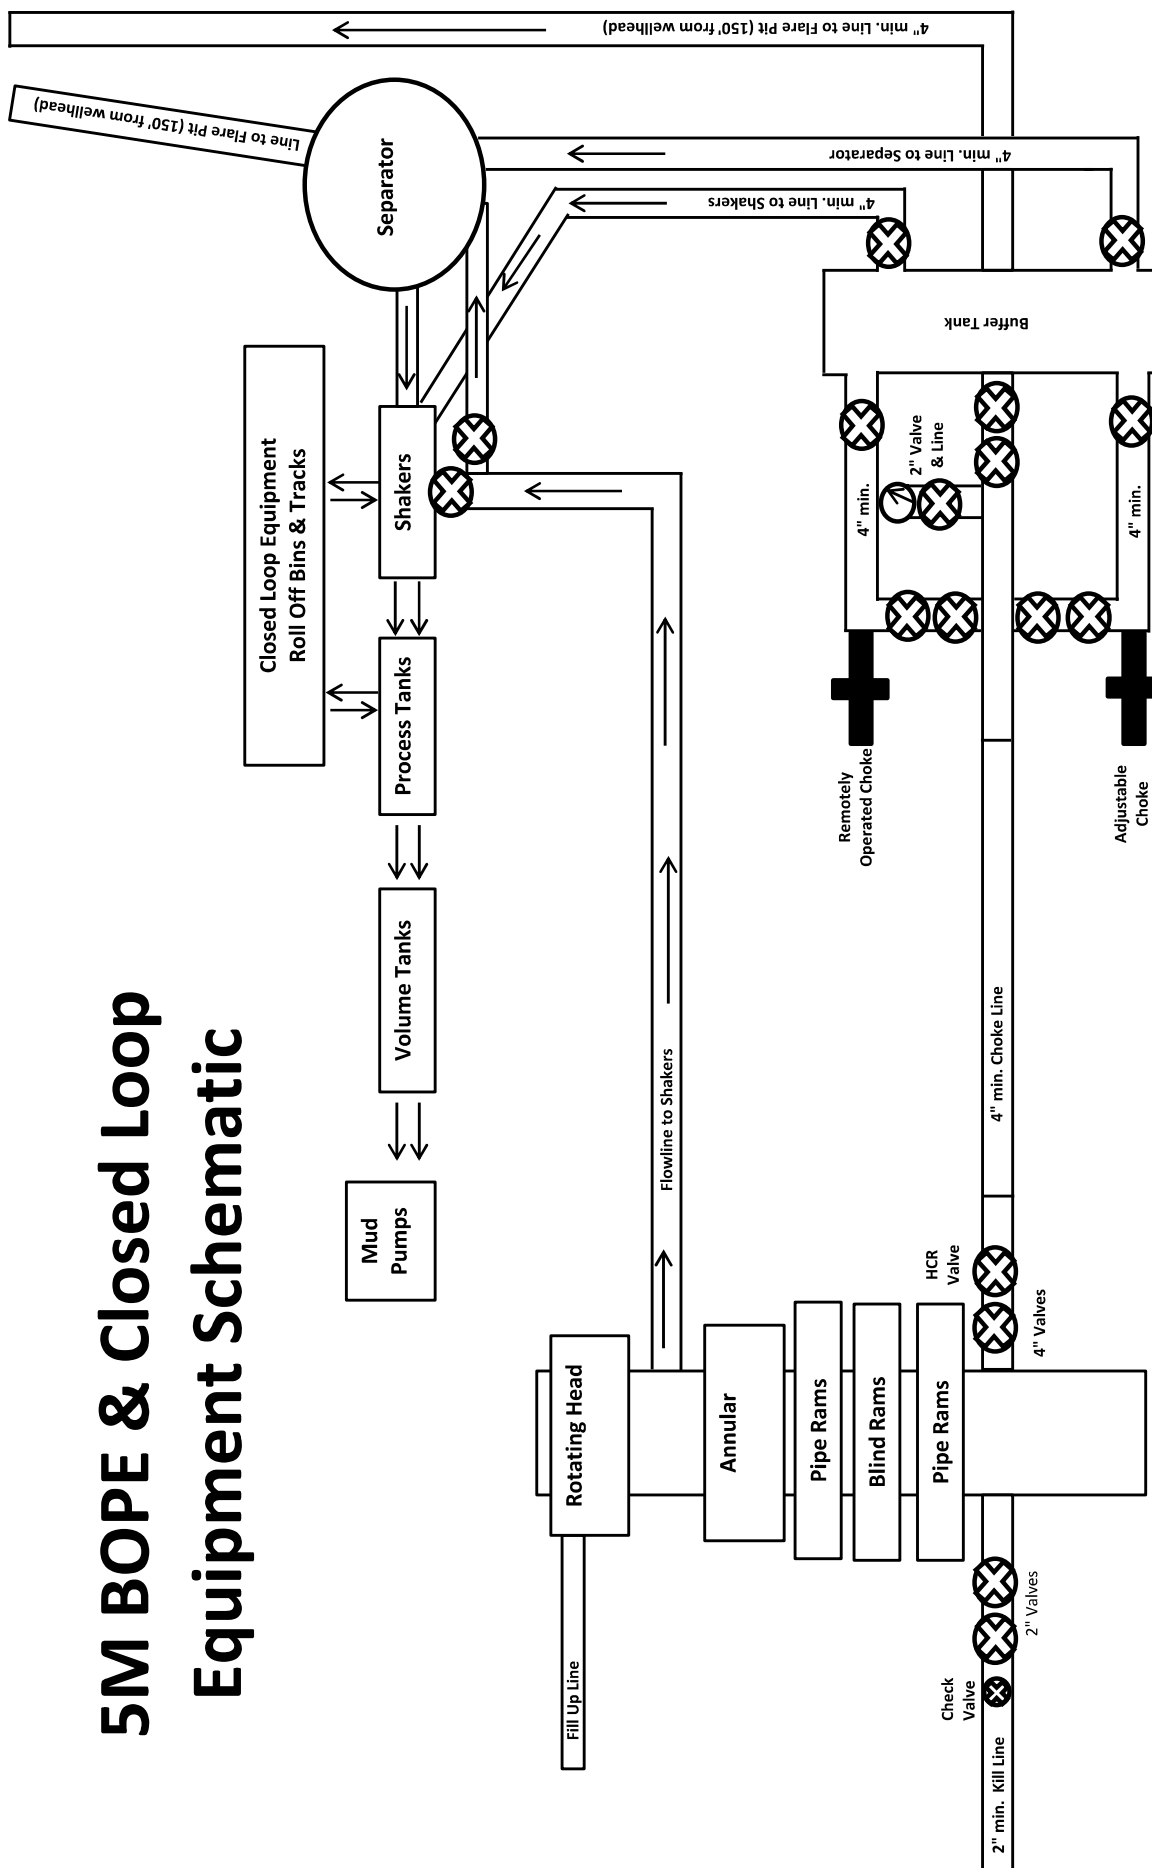 5M BOPE & Closed Loop
Equipment Schematic
Fill Up Line
Rotating Head
Annular
Pipe Rams
Blind Rams
Pipe Rams
2" min. Kill Line
Check
Valve
2" Valves
4" Valves
HCR
Valve
4" min. Choke Line
Flowline to Shakers
Mud
Pumps
Volume Tanks
Process Tanks
Shakers
Closed Loop Equipment
Roll Off Bins & Tracks
Separator
Line to Flare Pit (150' from wellhead)
4" min. Line to Flare Pit (150' from wellhead)
4" min. Line to Separator
4" min. Line to Shakers
Buffer Tank
2" Valve
& Line
4" min.
4" min.
Remotely
Operated Choke
Adjustable
Choke